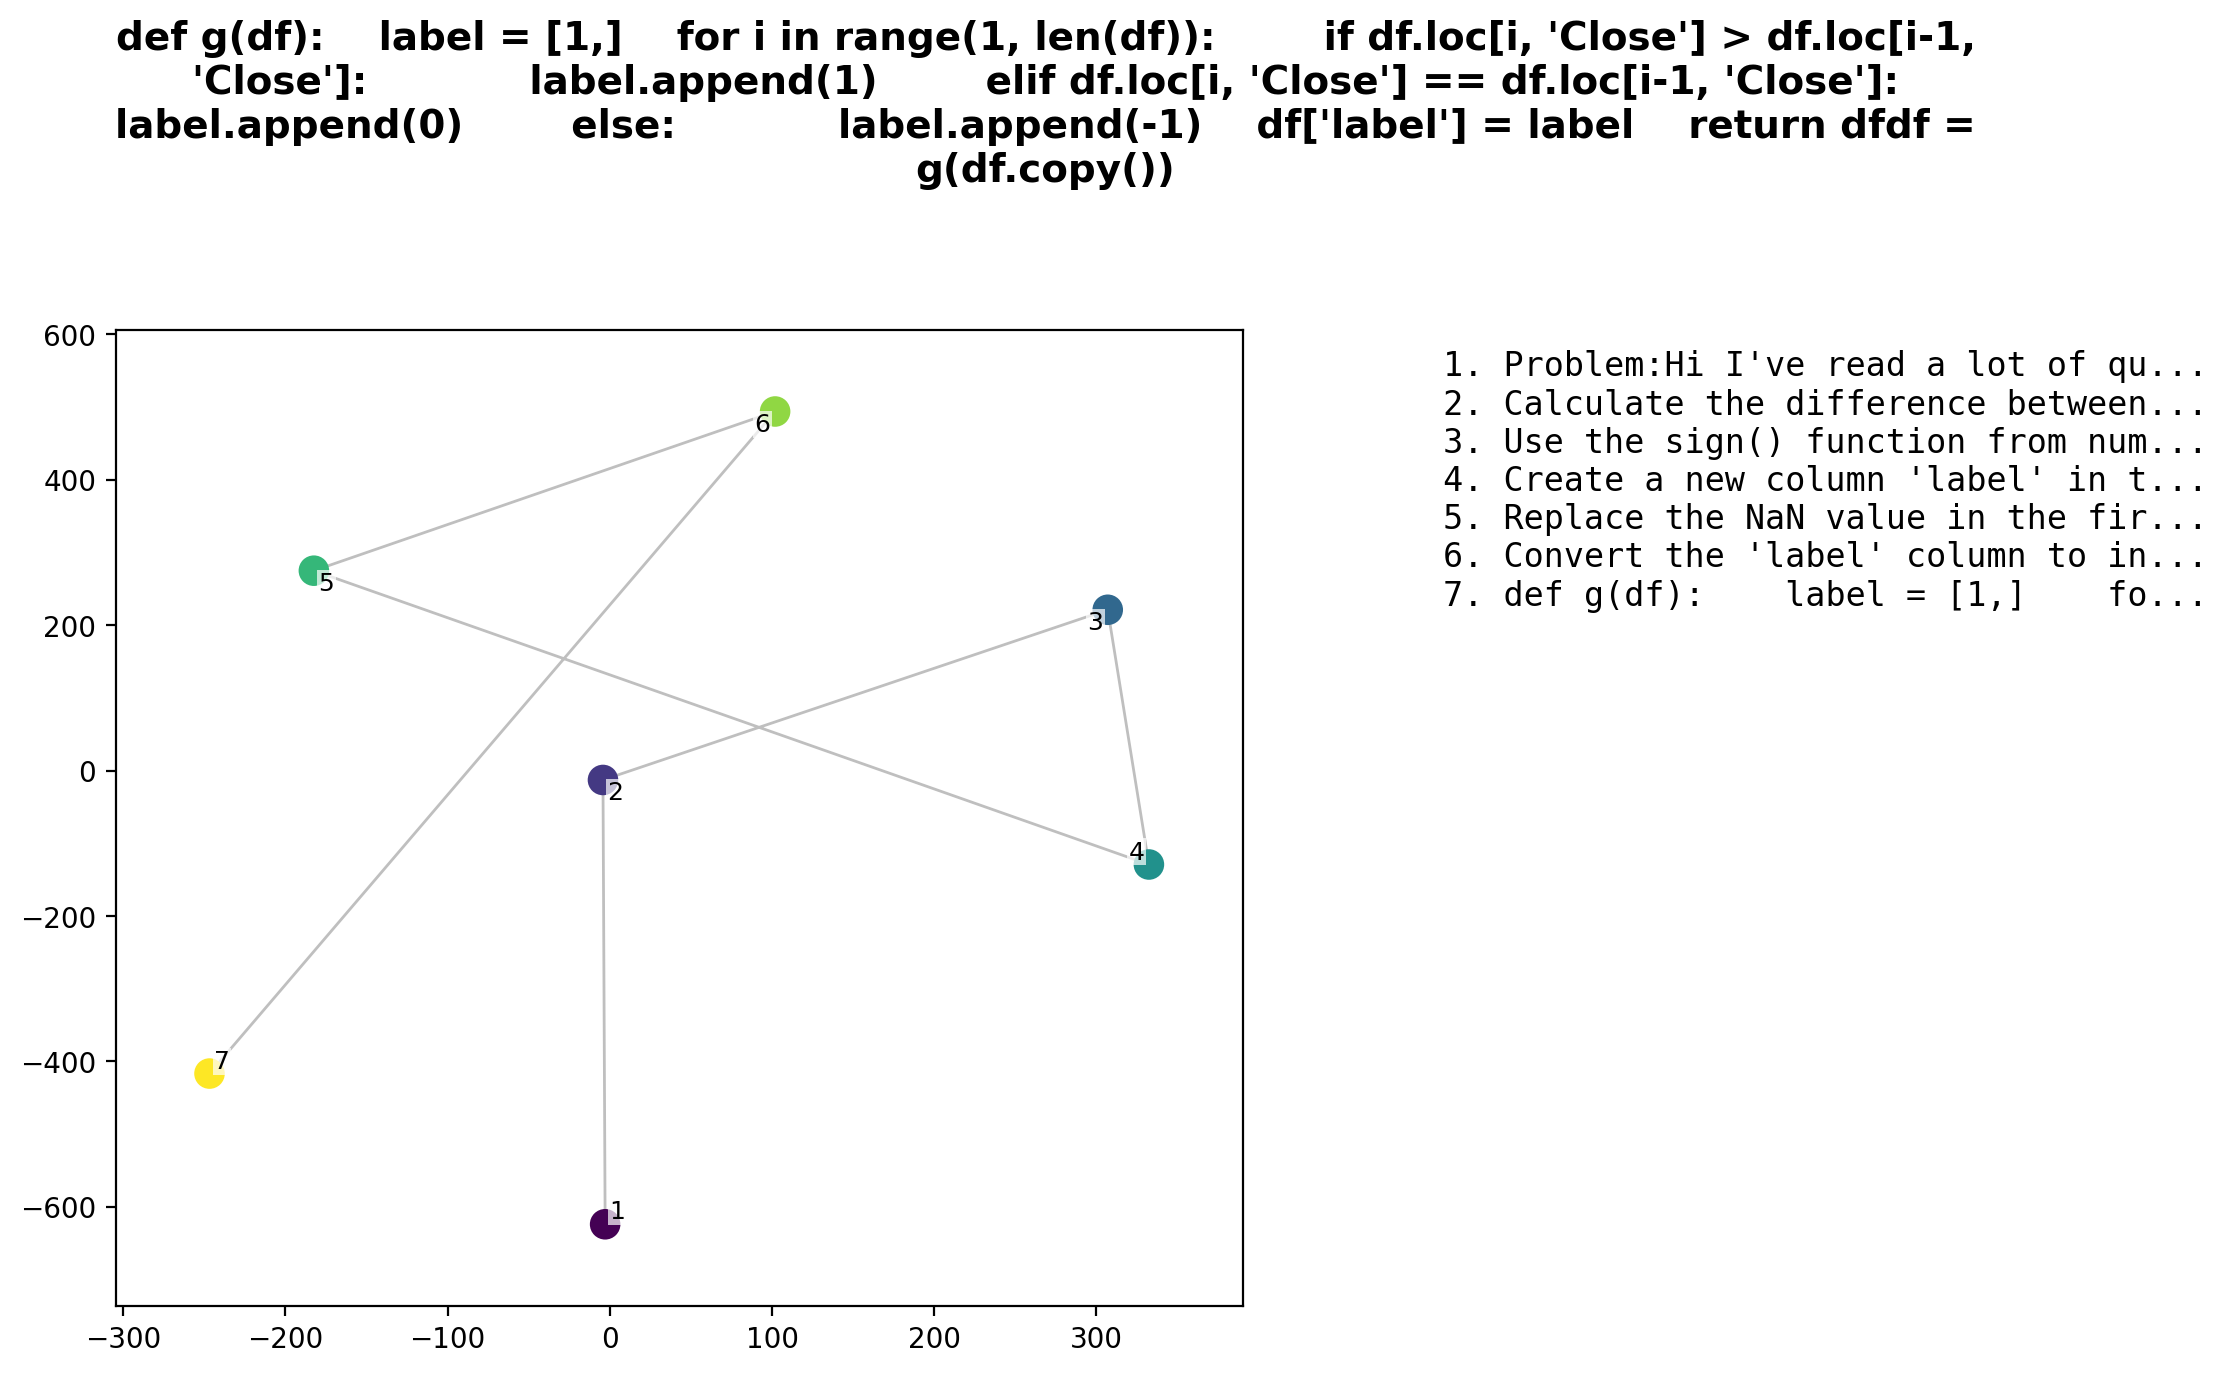 def g(df):    label = [1,]    for i in range(1, len(df)):        if df.loc[i, 'Close'] > df.loc[i-1,
'Close']:            label.append(1)        elif df.loc[i, 'Close'] == df.loc[i-1, 'Close']:
label.append(0)        else:            label.append(-1)    df['label'] = label    return dfdf =
g(df.copy())
600
400
200
0
−200
−400
−600
−300
−200
−100
0
100
200
300
6
5
3
2
4
7
1
1. Problem:Hi I've read a lot of qu...
2. Calculate the difference between...
3. Use the sign() function from num...
4. Create a new column 'label' in t...
5. Replace the NaN value in the fir...
6. Convert the 'label' column to in...
7. def g(df):    label = [1,]    fo...